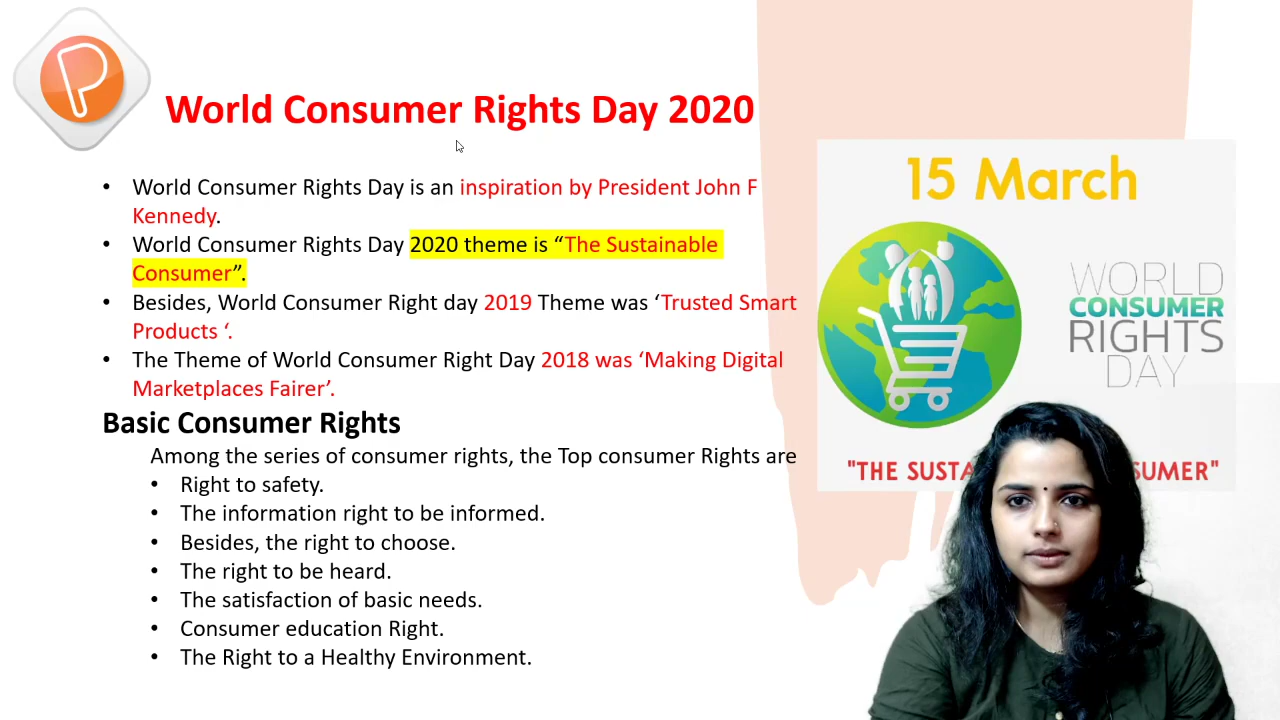 World Consumer Rights Day 2020
• World Consumer Rights Day is an inspiration by President John F
Kennedy.
• World Consumer Rights Day 2020 theme is “The Sustainable
Consumer”.
• Besides, World Consumer Right day 2019 Theme was ‘Trusted Smart
Products ‘.
• The Theme of World Consumer Right Day 2018 was ‘Making Digital
Marketplaces Fairer’.
Basic Consumer Rights
Among the series of consumer rights, the Top consumer Rights are
• Right to safety.
• The information right to be informed.
• Besides, the right to choose.
• The right to be heard.
• The satisfaction of basic needs.
• Consumer education Right.
• The Right to a Healthy Environment.
15 March
WORLD
CONSUMER
RIGHTS
DAY
"THE